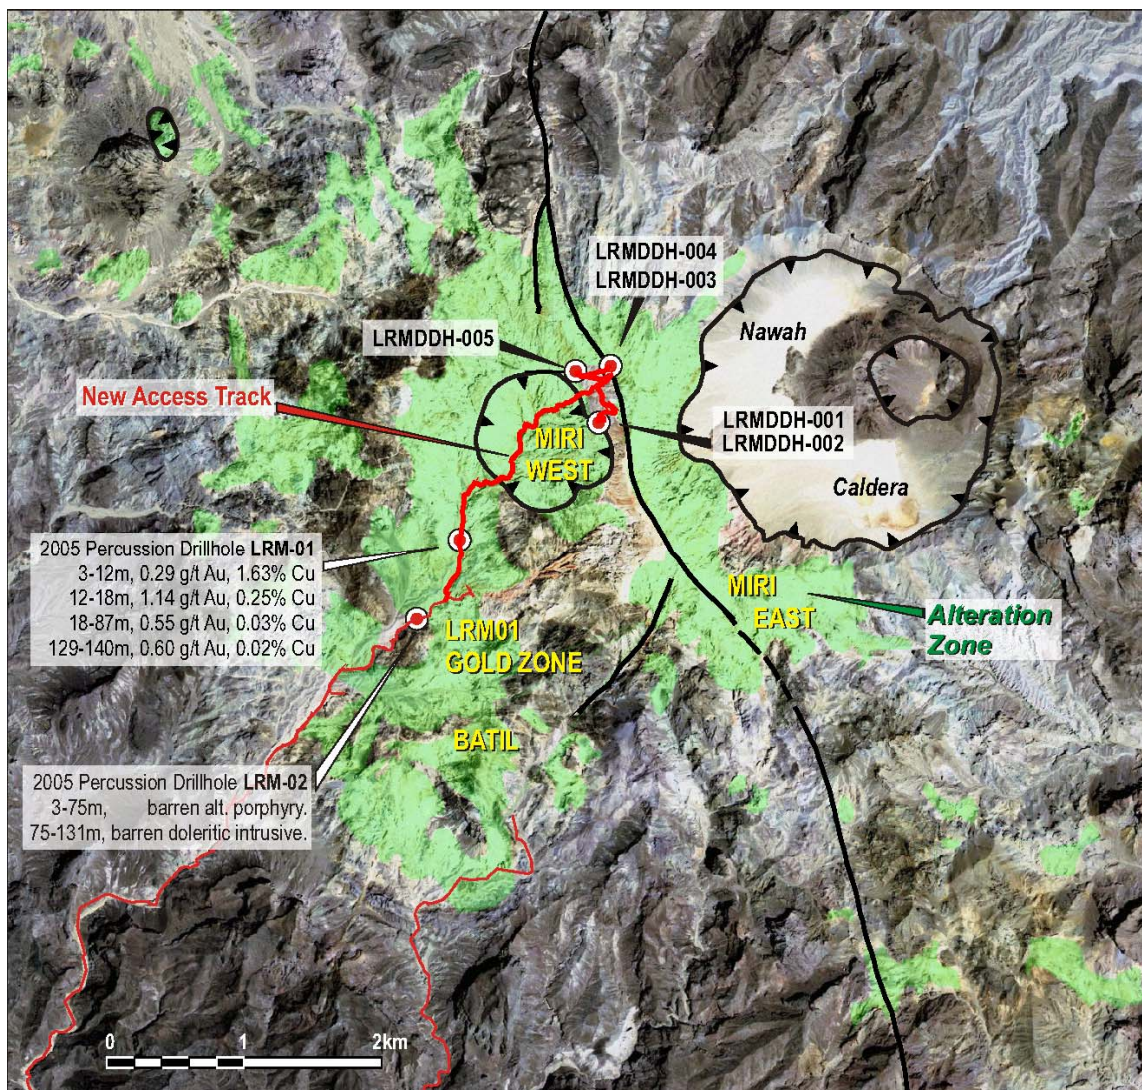 LRMDDH-004
LRMDDH-003
Nawah
LRMDDH-005
New Access Track
LRMDDH-001
LRMDDH-002
MIRI
WEST
Caldera
2005 Percussion Drillhole LRM-01
3-12m, 0.29 g/t Au, 1.63% Cu
12-18m, 1.14 g/t Au, 0.25% Cu
18-87m, 0.55 g/t Au, 0.03% Cu
129-140m, 0.60 g/t Au, 0.02% Cu
MIRI
EAST
Alteration
Zone
LRM01
GOLD ZONE
BATIL
2005 Percussion Drillhole LRM-02
3-75m, barren alt. porphyry.
75-131m, barren doleritic intrusive.
0 1 2km